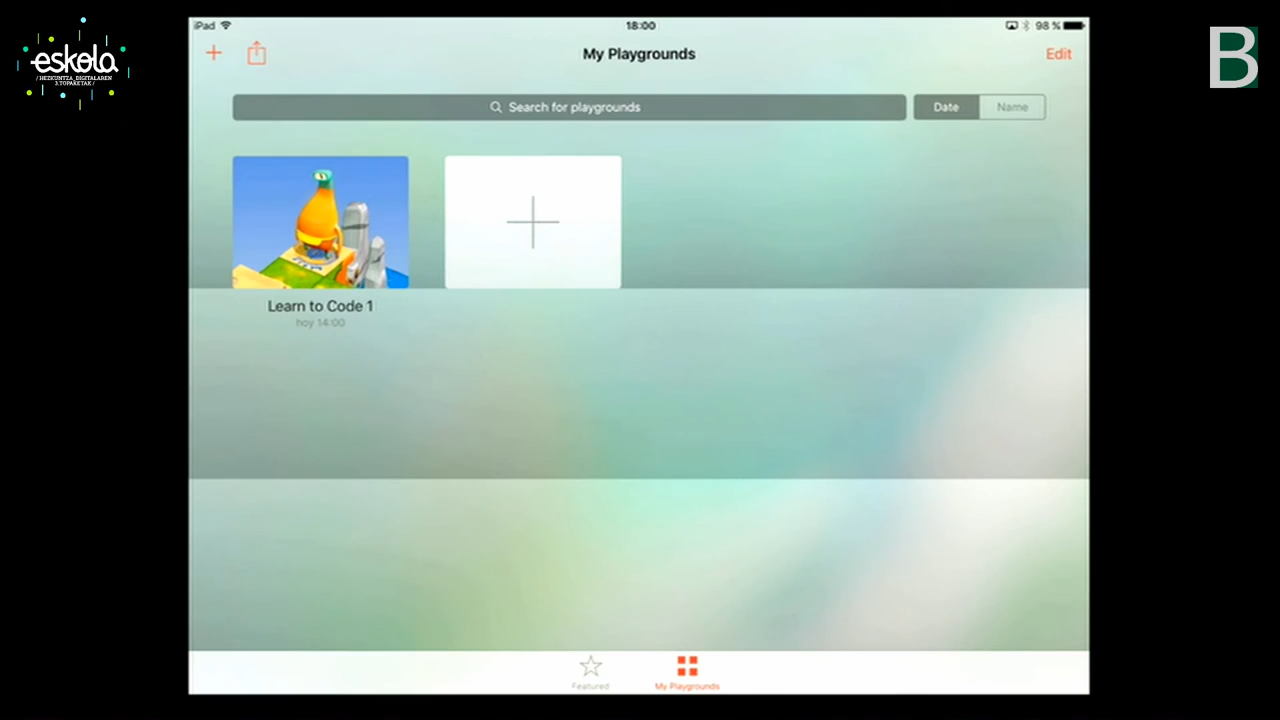 eskola
/ HEZKUNTZA_DIGITALAREN
3.TOPAKETAK /
B
iPad
18:00
98 %
My Playgrounds
Edit
Search for playgrounds
Date
Name
Learn to Code 1
hoy 14:00
Featured
My Playgrounds